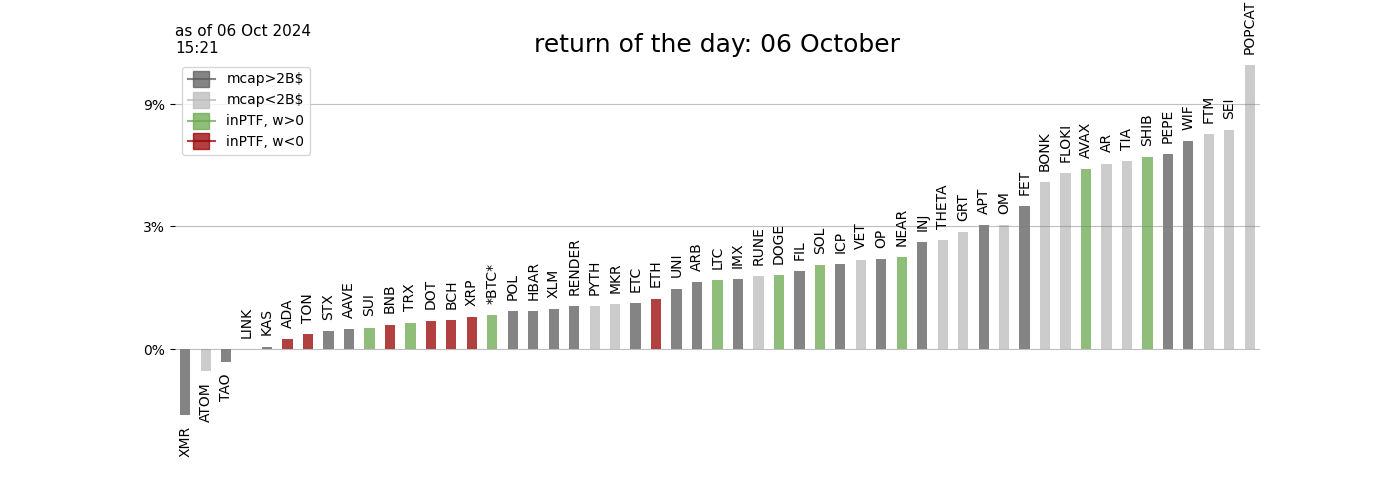 as of 06 Oct 2024
15:21
return of the day: 06 October
mcap>2B$
mcap<2B$
inPTF, w>0
inPTF, w<0
9%
3%
0%
XMR
ATOM
TAO
LINK
KAS
ADA
TON
STX
AAVE
SUI
BNB
TRX
DOT
BCH
XRP
*BTC*
POL
HBAR
XLM
RENDER
PYTH
MKR
ETC
ETH
UNI
ARB
LTC
IMX
RUNE
DOGE
FIL
SOL
ICP
VET
OP
NEAR
INJ
THETA
GRT
APT
OM
FET
BONK
FLOKI
AVAX
AR
TIA
SHIB
PEPE
WIF
FTM
SEI
POPCAT